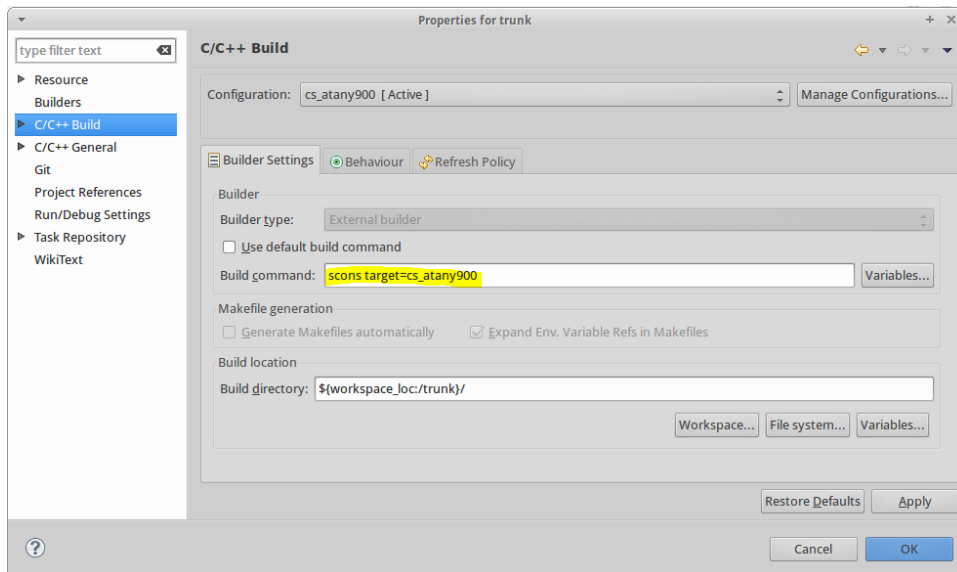 Properties for trunk
type filter text
Resource
Builders
C/C++ Build
C/C++ General
Git
Project References
Run/Debug Settings
Task Repository
WikiText
C/C++ Build
Configuration: cs_atany900 [ Active ] Manage Configurations...
Builder Settings Behaviour Refresh Policy
Builder
Builder type: External builder
Use default build command
Build command: scons target=cs_atany900 Variables...
Makefile generation
Generate Makefiles automatically Expand Env. Variable Refs in Makefiles
Build location
Build directory: ${workspace_loc:/trunk}/
Workspace... File system... Variables...
Restore Defaults Apply
Cancel OK